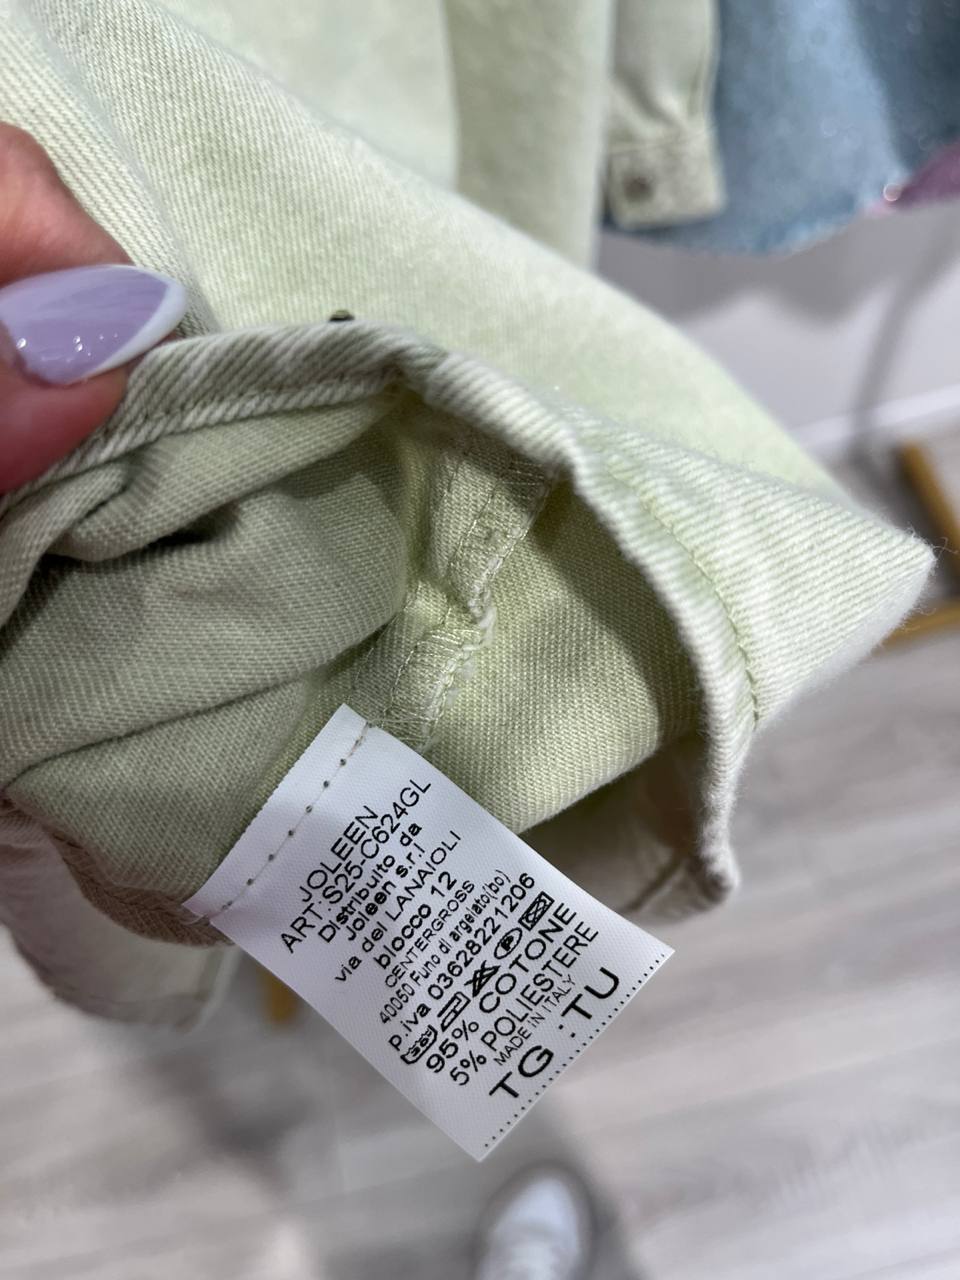 JOLEEN
ART:S25-C624GL
Distribuito da
Joleen s.r.l
via dei LANAIOLI
blocco 12
CENTERGROSS
40050 Funo di argelato(bo)
p.iva 03628221206
95% COTONE
5% POLIESTERE
MADE iN iTALY
TG :TU